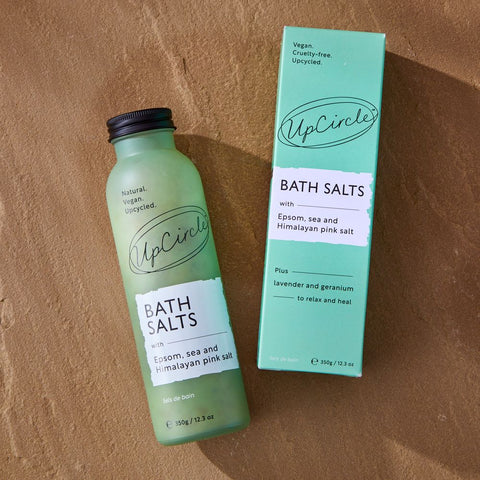 Natural.
Vegan.
Upcycled.
UpCircle
BATH
SALTS
with
Epsom, sea and
Himalayan pink salt
Sels de bain
℮ 350g / 12.3 oz
Vegan.
Cruelty-free.
Upcycled.
UpCircle™
BATH SALTS
with
Epsom, sea and
Himalayan pink salt
Plus
lavender and geranium
to relax and heal
Sels de bain
℮ 350g / 12.3 oz